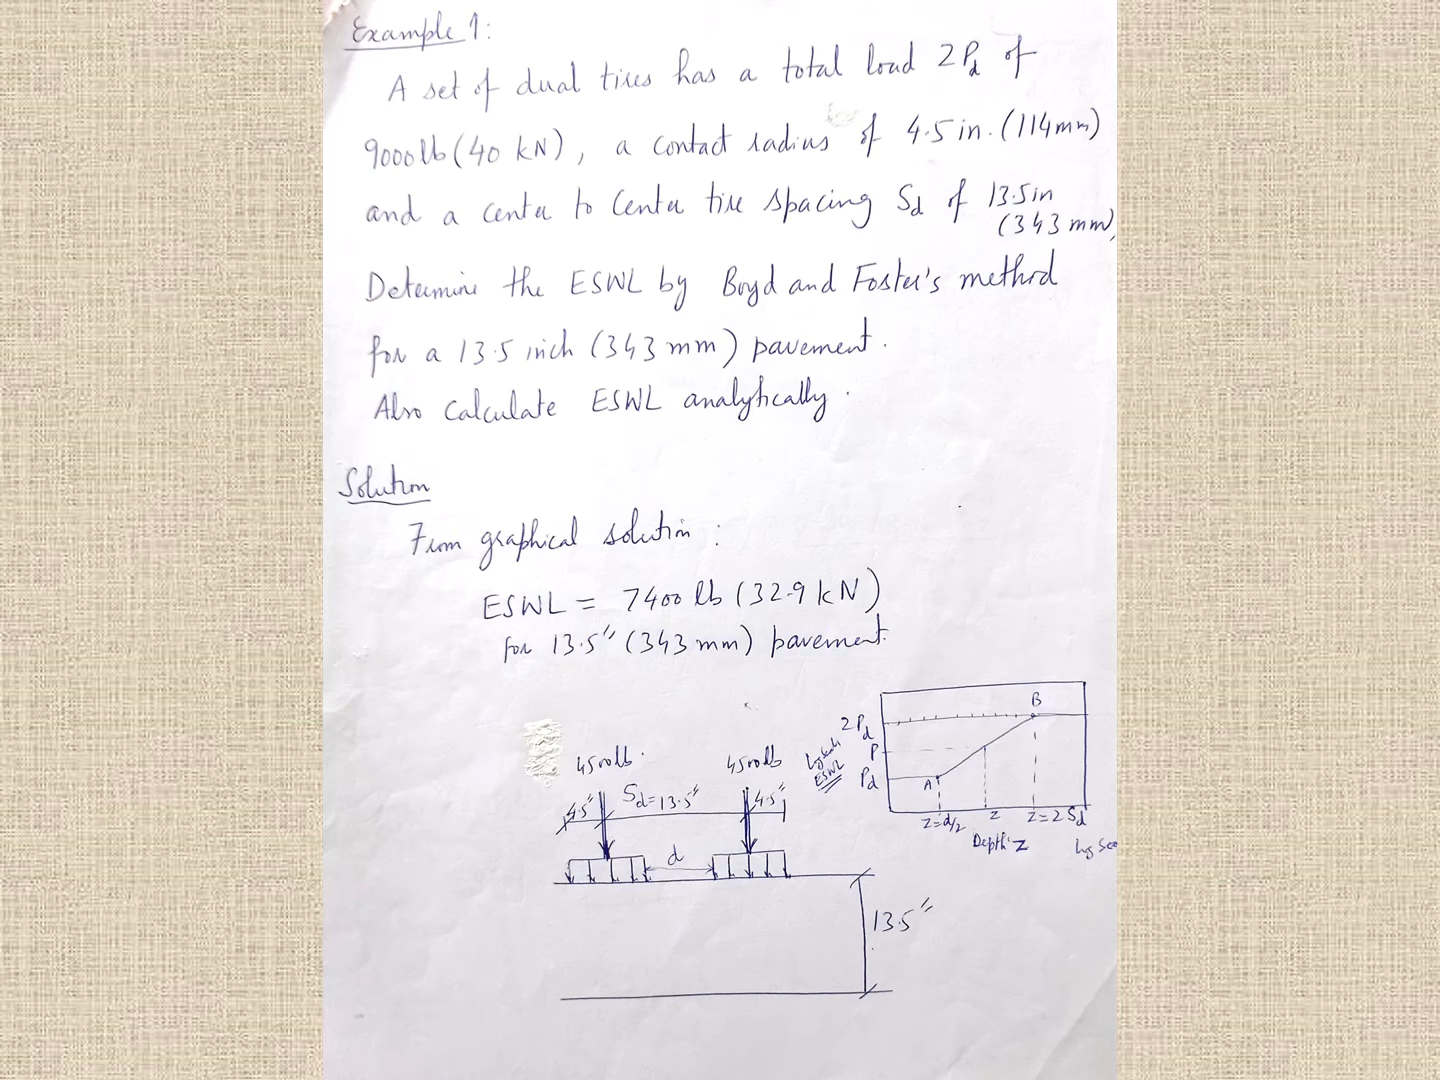 Example 1:
A set of dual tires has a total load 2Pd of
9000 lb (40 kN), a contact radius of 4.5 in. (114 mm)
and a center to center tire spacing Sd of 13.5 in
(343 mm)
Determine the ESWL by Boyd and Foster's method
for a 13.5 inch (343 mm) pavement.
Also calculate ESWL analytically.
Solution
From graphical solution:
ESWL = 7400 lb (32.9 kN)
for 13.5" (343 mm) pavement.
4500 lb. 4500 lb
4.5" Sd = 13.5" 4.5"
d
13.5"
B
2Pd
P
Pd
A
log scale
ESWL
Z=d/2 Z Z=2Sd
Depth Z